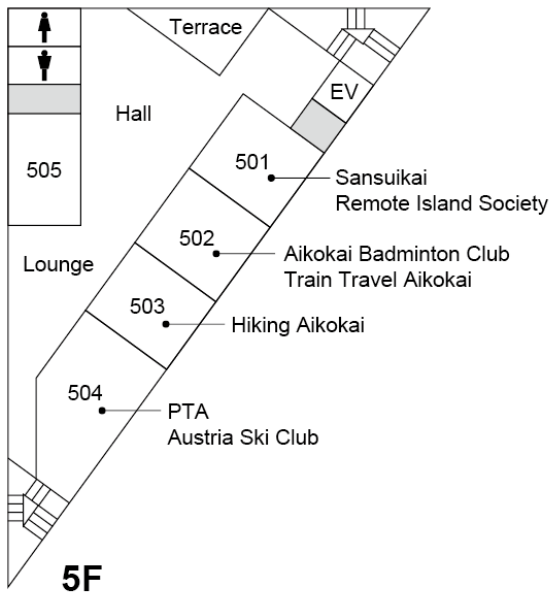 Terrace
EV
Hall
505
501
Sansuikai
Remote Island Society
502
Aikokai Badminton Club
Train Travel Aikokai
Lounge
503
Hiking Aikokai
504
PTA
Austria Ski Club
5F